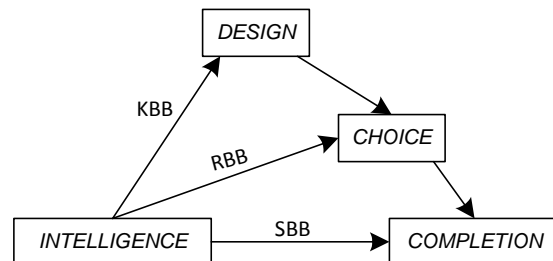 DESIGN
KBB
CHOICE
RBB
INTELLIGENCE
SBB
COMPLETION